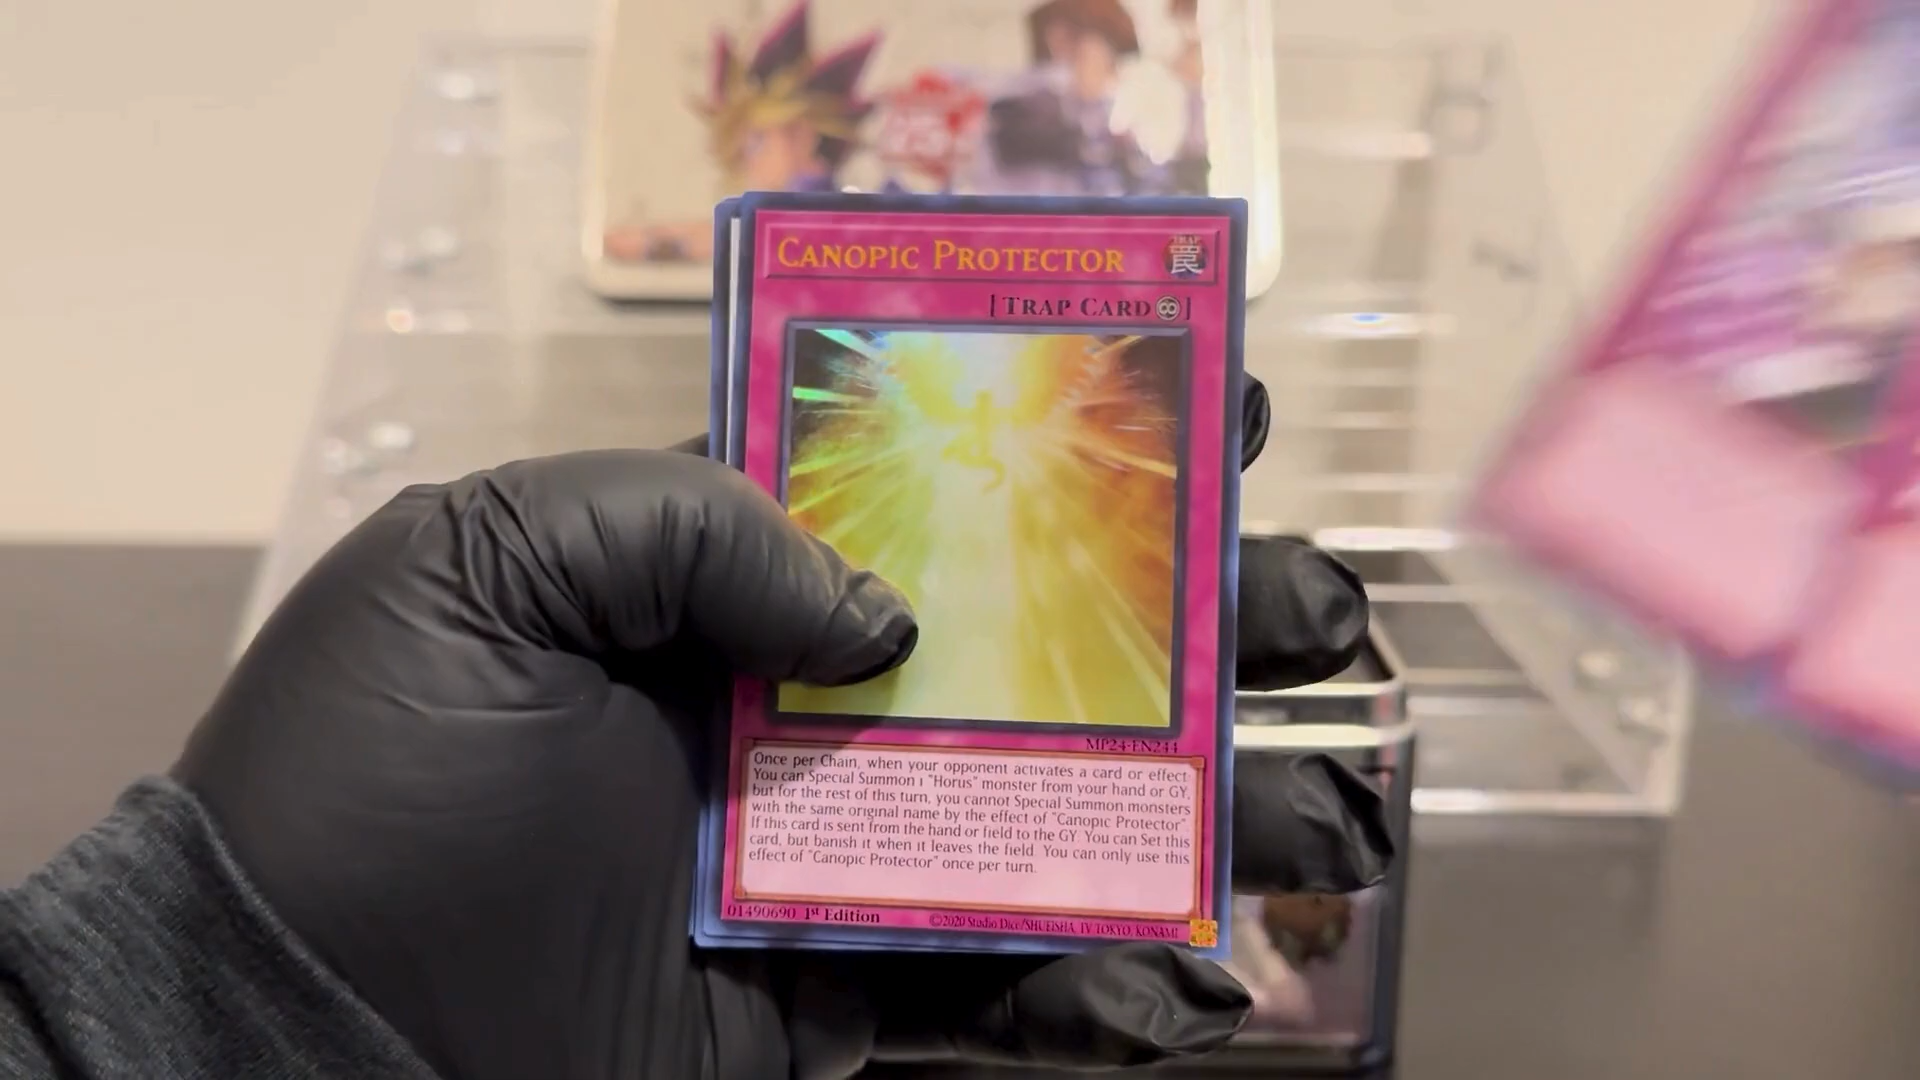 CANOPIC PROTECTOR
TRAP
罠
[TRAP CARD ]
MP24-EN244
Once per Chain, when your opponent activates a card or effect:
You can Special Summon 1 "Horus" monster from your hand or GY,
but for the rest of this turn, you cannot Special Summon monsters
with the same original name by the effect of "Canopic Protector".
If this card is sent from the hand or field to the GY: You can Set this
card, but banish it when it leaves the field. You can only use this
effect of "Canopic Protector" once per turn.
01490690 1st Edition
©2020 Studio Dice/SHUEISHA, TV TOKYO, KONAMI